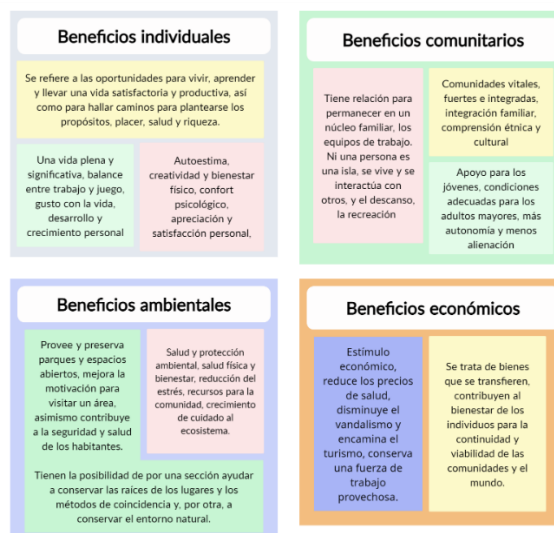 Beneficios individuales
Se refiere a las oportunidades para vivir, aprender
y llevar una vida satisfactoria y productiva, así
como para hallar caminos para plantearse los
propósitos, placer, salud y riqueza.
Una vida plena y
significativa, balance
entre trabajo y juego,
gusto con la vida,
desarrollo y
crecimiento personal
Autoestima,
creatividad y bienestar
físico, confort
psicológico,
apreciación y
satisfacción personal,
Beneficios comunitarios
Tiene relación para
permanecer en un
núcleo familiar, los
equipos de trabajo.
Ni una persona es
una isla, se vive y se
interactúa con
otros, y el descanso,
la recreación
Comunidades vitales,
fuertes e integradas,
integración familiar,
comprensión étnica y
cultural
Apoyo para los
jóvenes, condiciones
adecuadas para los
adultos mayores, más
autonomía y menos
alienación
Beneficios ambientales
Provee y preserva
parques y espacios
abiertos, mejora la
motivación para
visitar un área,
asimismo contribuye
a la seguridad y salud
de los habitantes.
Salud y protección
ambiental, salud física y
bienestar, reducción del
estrés, recursos para la
comunidad, crecimiento
de cuidado al
ecosistema.
Tienen la posibilidad de por una sección ayudar
a conservar las raíces de los lugares y los
métodos de coincidencia y, por otra, a
conservar el entorno natural.
Beneficios económicos
Estímulo
económico,
reduce los precios
de salud,
disminuye el
vandalismo y
encamina el
turismo, conserva
una fuerza de
trabajo
provechosa.
Se trata de bienes
que se transfieren,
contribuyen al
bienestar de los
individuos para la
continuidad y
viabilidad de las
comunidades y el
mundo.